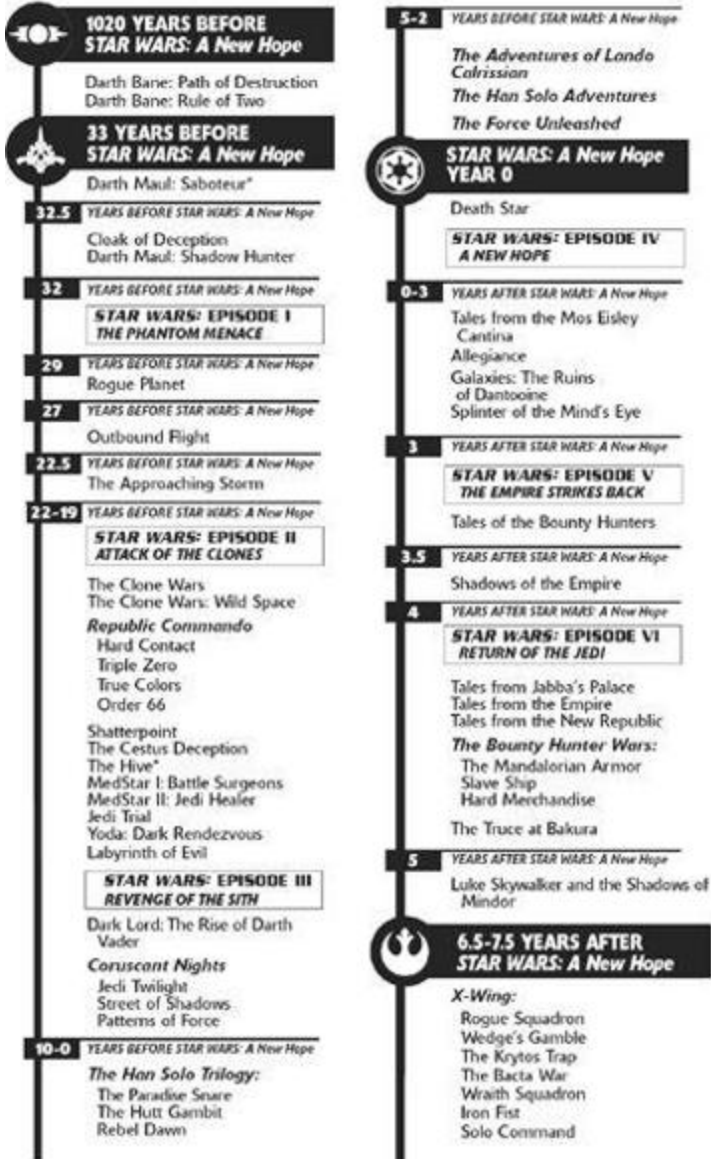 1020 YEARS BEFORE
STAR WARS: A New Hope
Darth Bane: Path of Destruction
Darth Bane: Rule of Two
33 YEARS BEFORE
STAR WARS: A New Hope
Darth Maul: Saboteur*
32.5 YEARS BEFORE STAR WARS: A New Hope
Cloak of Deception
Darth Maul: Shadow Hunter
32 YEARS BEFORE STAR WARS: A New Hope
STAR WARS: EPISODE I
THE PHANTOM MENACE
29 YEARS BEFORE STAR WARS: A New Hope
Rogue Planet
27 YEARS BEFORE STAR WARS: A New Hope
Outbound Flight
22.5 YEARS BEFORE STAR WARS: A New Hope
The Approaching Storm
22-19 YEARS BEFORE STAR WARS: A New Hope
STAR WARS: EPISODE II
ATTACK OF THE CLONES
The Clone Wars
The Clone Wars: Wild Space
Republic Commando
Hard Contact
Triple Zero
True Colors
Order 66
Shatterpoint
The Cestus Deception
The Hive*
MedStar I: Battle Surgeons
MedStar II: Jedi Healer
Jedi Trial
Yoda: Dark Rendezvous
Labyrinth of Evil
STAR WARS: EPISODE III
REVENGE OF THE SITH
Dark Lord: The Rise of Darth
Vader
Coruscant Nights
Jedi Twilight
Street of Shadows
Patterns of Force
10-0 YEARS BEFORE STAR WARS: A New Hope
The Han Solo Trilogy:
The Paradise Snare
The Hutt Gambit
Rebel Dawn
5-2 YEARS BEFORE STAR WARS: A New Hope
The Adventures of Lando
Calrissian
The Han Solo Adventures
The Force Unleashed
STAR WARS: A New Hope
YEAR 0
Death Star
STAR WARS: EPISODE IV
A NEW HOPE
0-3 YEARS AFTER STAR WARS: A New Hope
Tales from the Mos Eisley
Cantina
Allegiance
Galaxies: The Ruins
of Dantooine
Splinter of the Mind's Eye
3 YEARS AFTER STAR WARS: A New Hope
STAR WARS: EPISODE V
THE EMPIRE STRIKES BACK
Tales of the Bounty Hunters
3.5 YEARS AFTER STAR WARS: A New Hope
Shadows of the Empire
4 YEARS AFTER STAR WARS: A New Hope
STAR WARS: EPISODE VI
RETURN OF THE JEDI
Tales from Jabba's Palace
Tales from the Empire
Tales from the New Republic
The Bounty Hunter Wars:
The Mandalorian Armor
Slave Ship
Hard Merchandise
The Truce at Bakura
5 YEARS AFTER STAR WARS: A New Hope
Luke Skywalker and the Shadows of
Mindor
6.5-7.5 YEARS AFTER
STAR WARS: A New Hope
X-Wing:
Rogue Squadron
Wedge's Gamble
The Krytos Trap
The Bacta War
Wraith Squadron
Iron Fist
Solo Command